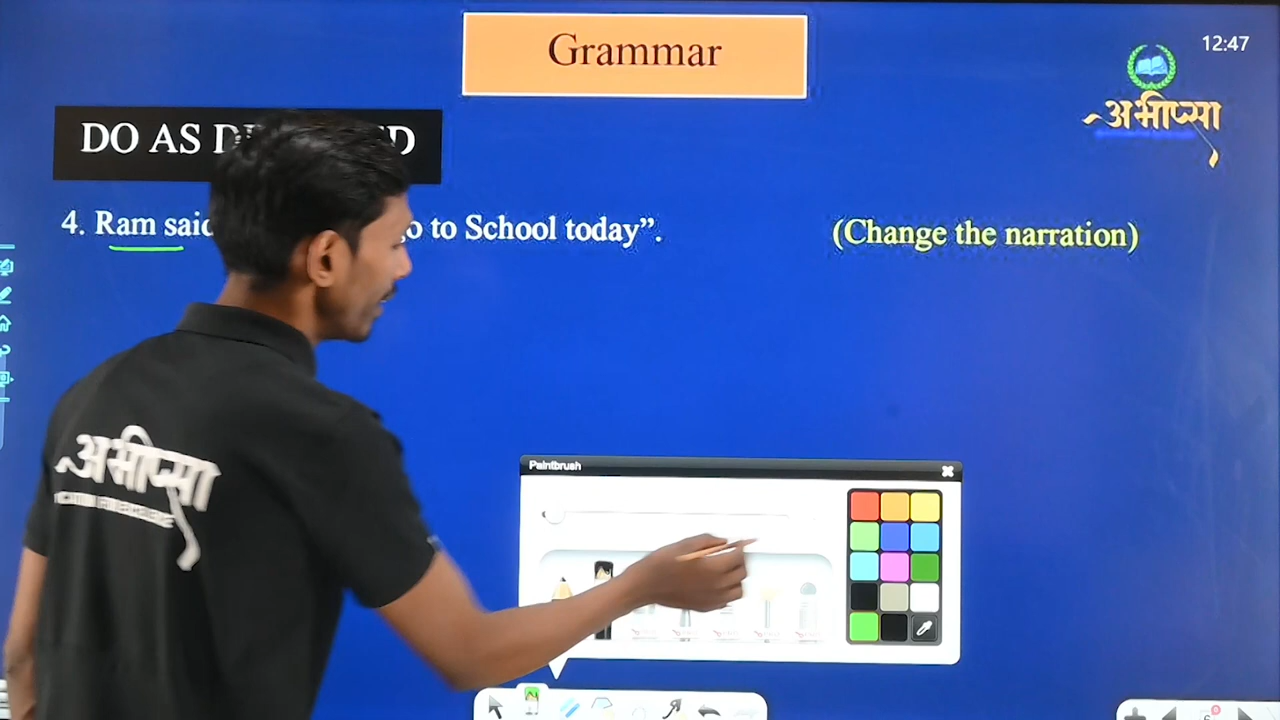 Grammar
12:47
अभीप्सा
DO AS
4. Ram said to School today”.
(Change the narration)
अभीप्सा
Paintbrush